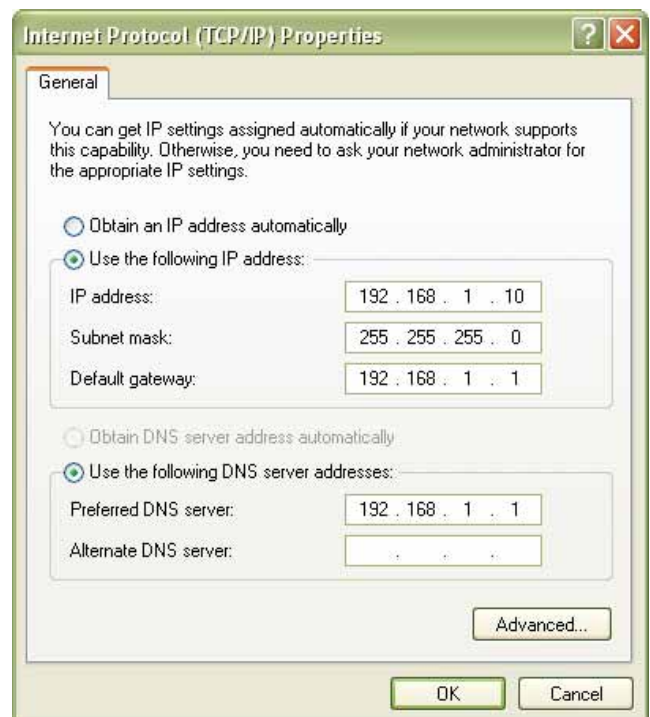 Internet Protocol (TCP/IP) Properties
General
You can get IP settings assigned automatically if your network supports
this capability. Otherwise, you need to ask your network administrator for
the appropriate IP settings.
Obtain an IP address automatically
Use the following IP address:
IP address: 192 . 168 . 1 . 10
Subnet mask: 255 . 255 . 255 . 0
Default gateway: 192 . 168 . 1 . 1
Obtain DNS server address automatically
Use the following DNS server addresses:
Preferred DNS server: 192 . 168 . 1 . 1
Alternate DNS server: . . .
Advanced...
OK Cancel